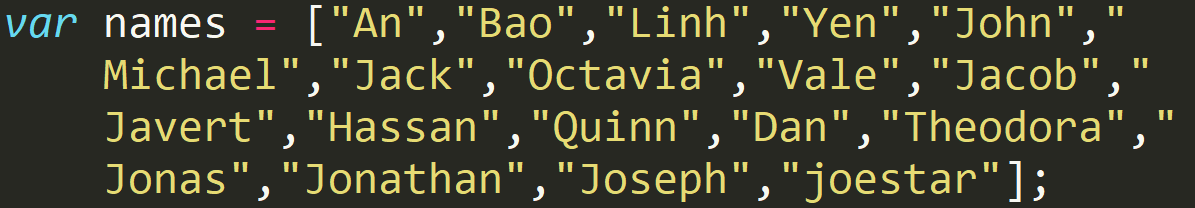 var names = ["An","Bao","Linh","Yen","John","
Michael","Jack","Octavia","Vale","Jacob","
Javert","Hassan","Quinn","Dan","Theodora","
Jonas","Jonathan","Joseph","joestar"];